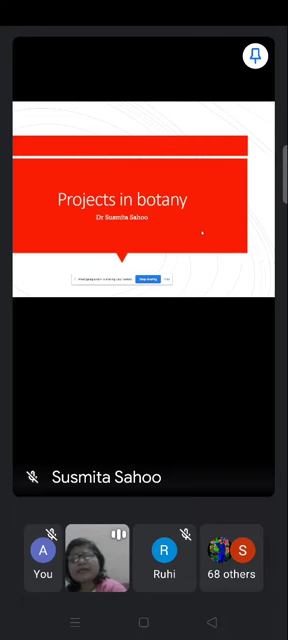 Projects in botany
Dr Susmita Sahoo
Stop sharing
Susmita Sahoo
A
R
S
You
Ruhi
68 others